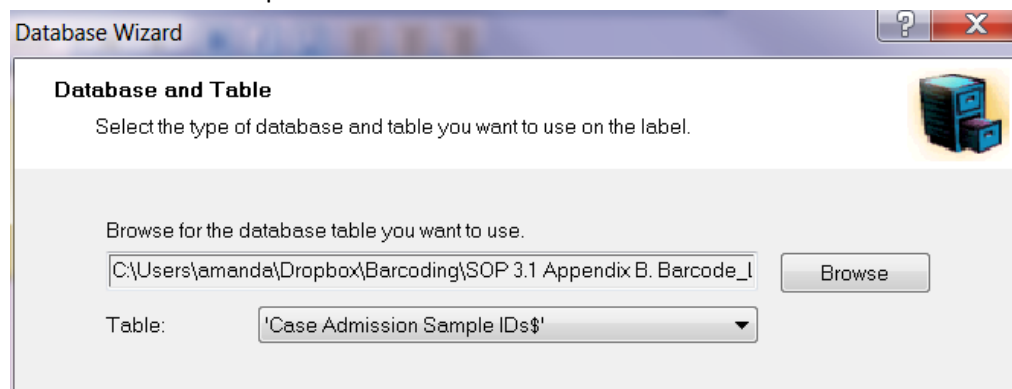 Database Wizard
Database and Table
Select the type of database and table you want to use on the label.
Browse for the database table you want to use.
C:\Users\amanda\Dropbox\Barcoding\SOP 3.1 Appendix B. Barcode_L Browse
Table: 'Case Admission Sample IDs$'